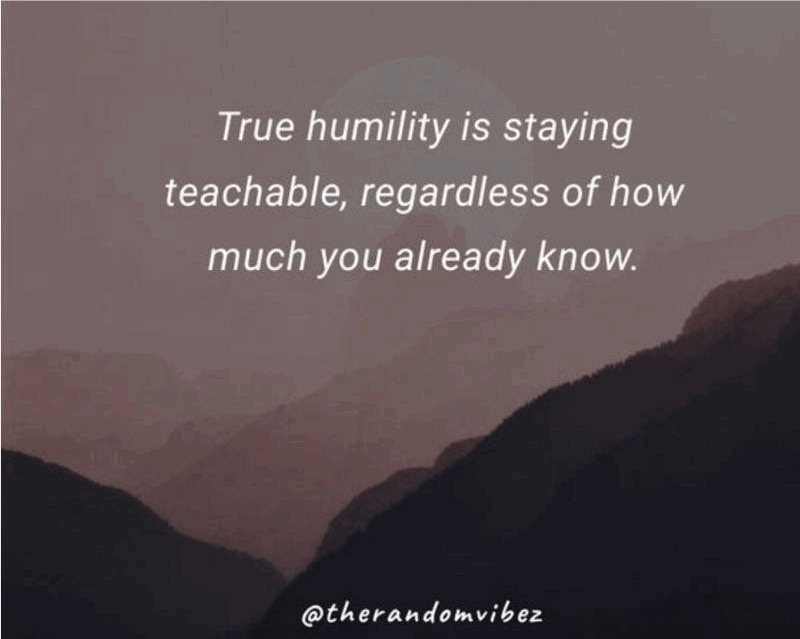 True humility is staying
teachable, regardless of how
much you already know.
@therandomvibez